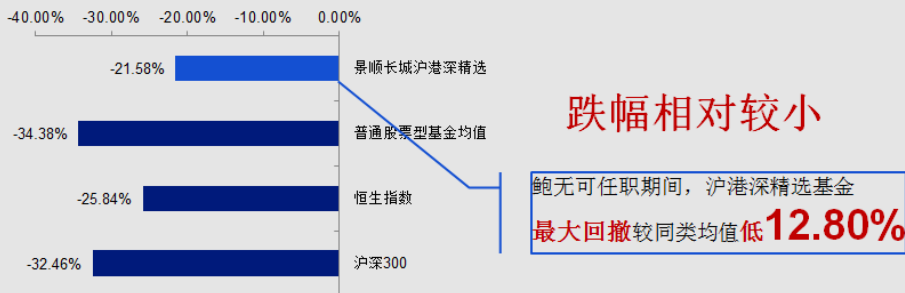 -40.00% -30.00% -20.00% -10.00% 0.00%
-21.58% 景顺长城沪港深精选
-34.38% 普通股票型基金均值
-25.84% 恒生指数
-32.46% 沪深300
跌幅相对较小
鲍无可任职期间，沪港深精选基金
最大回撤较同类均值低12.80%